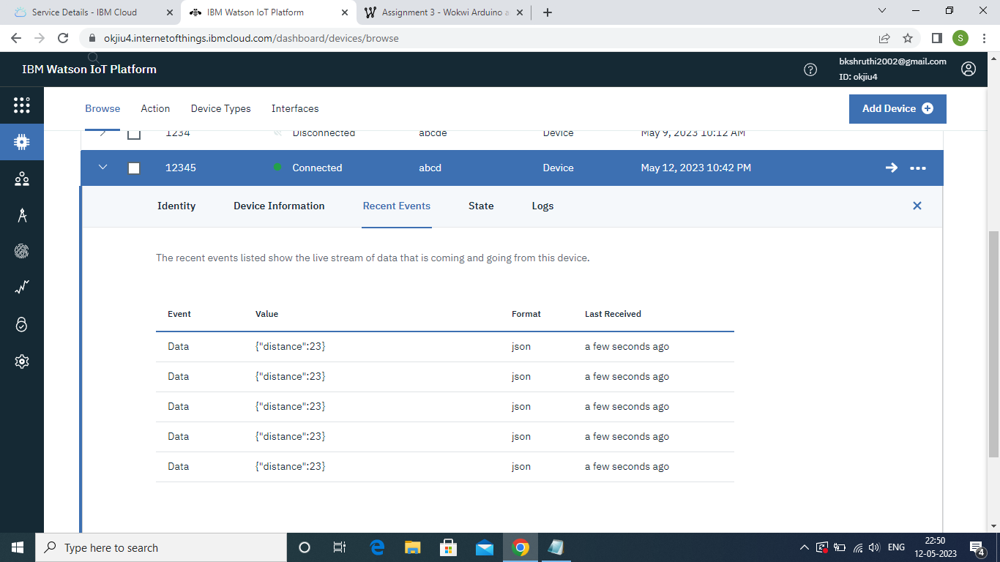 Service Details - IBM Cloud
IBM Watson IoT Platform
Assignment 3 - Wokwi Arduino a
okjiu4.internetofthings.ibmcloud.com/dashboard/devices/browse
S
IBM Watson IoT Platform
bkshruthi2002@gmail.com
ID: okjiu4
Browse Action Device Types Interfaces
Add Device
1234 Disconnected abcde Device May 9, 2023 10:12 AM
12345 Connected abcd Device May 12, 2023 10:42 PM
Identity Device Information Recent Events State Logs
The recent events listed show the live stream of data that is coming and going from this device.
Event Value Format Last Received
Data {"distance":23} json a few seconds ago
Data {"distance":23} json a few seconds ago
Data {"distance":23} json a few seconds ago
Data {"distance":23} json a few seconds ago
Data {"distance":23} json a few seconds ago
Type here to search
ENG
22:50
12-05-2023
4